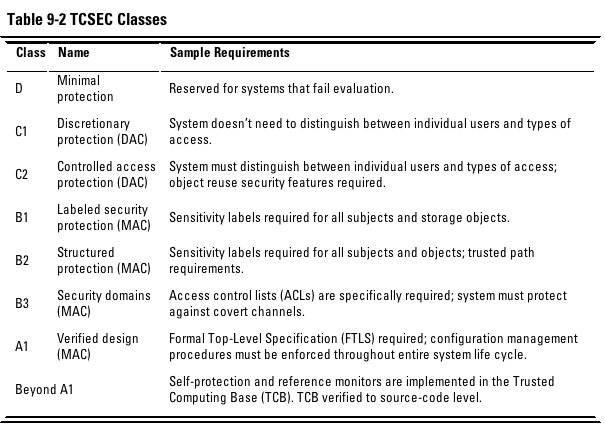 Table 9-2 TCSEC Classes
Class Name Sample Requirements
D Minimal protection Reserved for systems that fail evaluation.
C1 Discretionary protection (DAC) System doesn't need to distinguish between individual users and types of access.
C2 Controlled access protection (DAC) System must distinguish between individual users and types of access; object reuse security features required.
B1 Labeled security protection (MAC) Sensitivity labels required for all subjects and storage objects.
B2 Structured protection (MAC) Sensitivity labels required for all subjects and objects; trusted path requirements.
B3 Security domains (MAC) Access control lists (ACLs) are specifically required; system must protect against covert channels.
A1 Verified design (MAC) Formal Top-Level Specification (FTLS) required; configuration management procedures must be enforced throughout entire system life cycle.
Beyond A1 Self-protection and reference monitors are implemented in the Trusted Computing Base (TCB). TCB verified to source-code level.